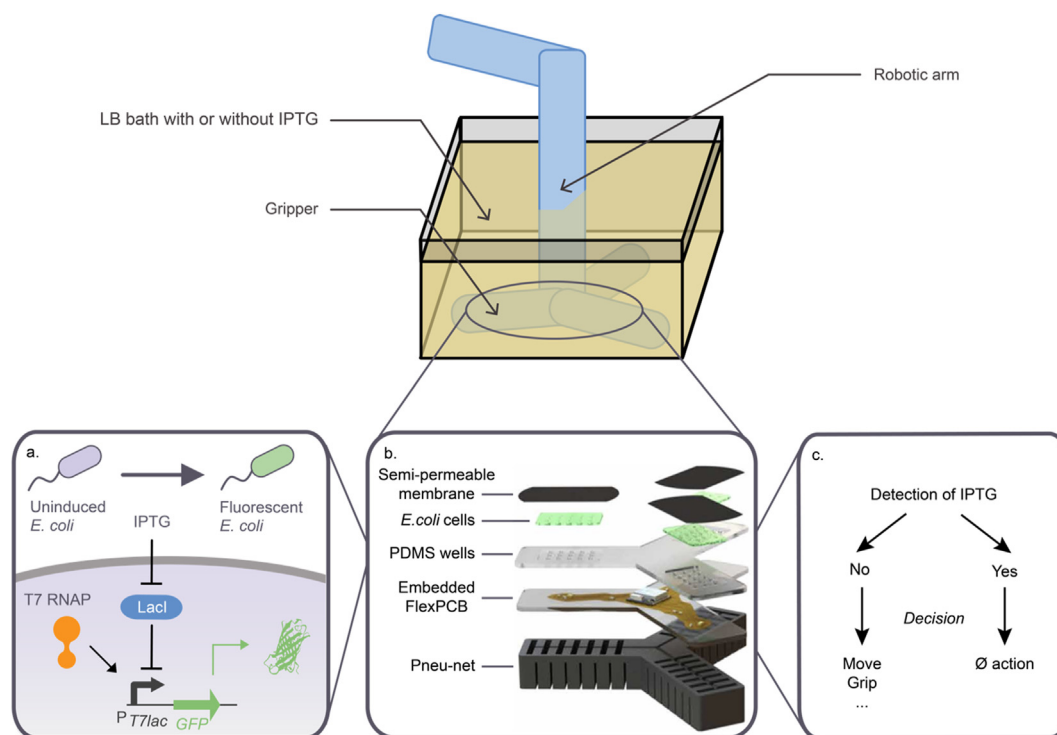 Robotic arm
LB bath with or without IPTG
Gripper
a.
Uninduced
E. coli
Fluorescent
E. coli
IPTG
T7 RNAP
LacI
P T7lac
GFP
b.
Semi-permeable
membrane
E.coli cells
PDMS wells
Embedded
FlexPCB
Pneu-net
c.
Detection of IPTG
No
Yes
Decision
Move
Grip
...
Ø action